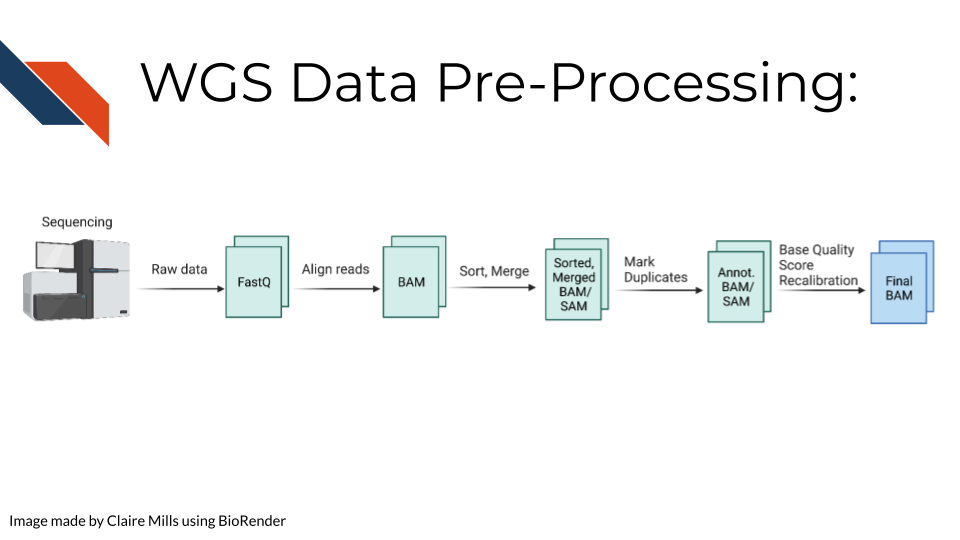 WGS Data Pre-Processing:
Sequencing
Raw data
FastQ
Align reads
BAM
Sort, Merge
Sorted,
Merged
BAM/
SAM
Mark
Duplicates
Annot.
BAM/
SAM
Base Quality
Score
Recalibration
Final
BAM
Image made by Claire Mills using BioRender